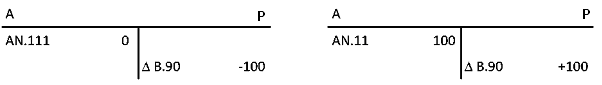 A P
AN.111 0
Δ B.90 -100
A P
AN.11 100
Δ B.90 +100